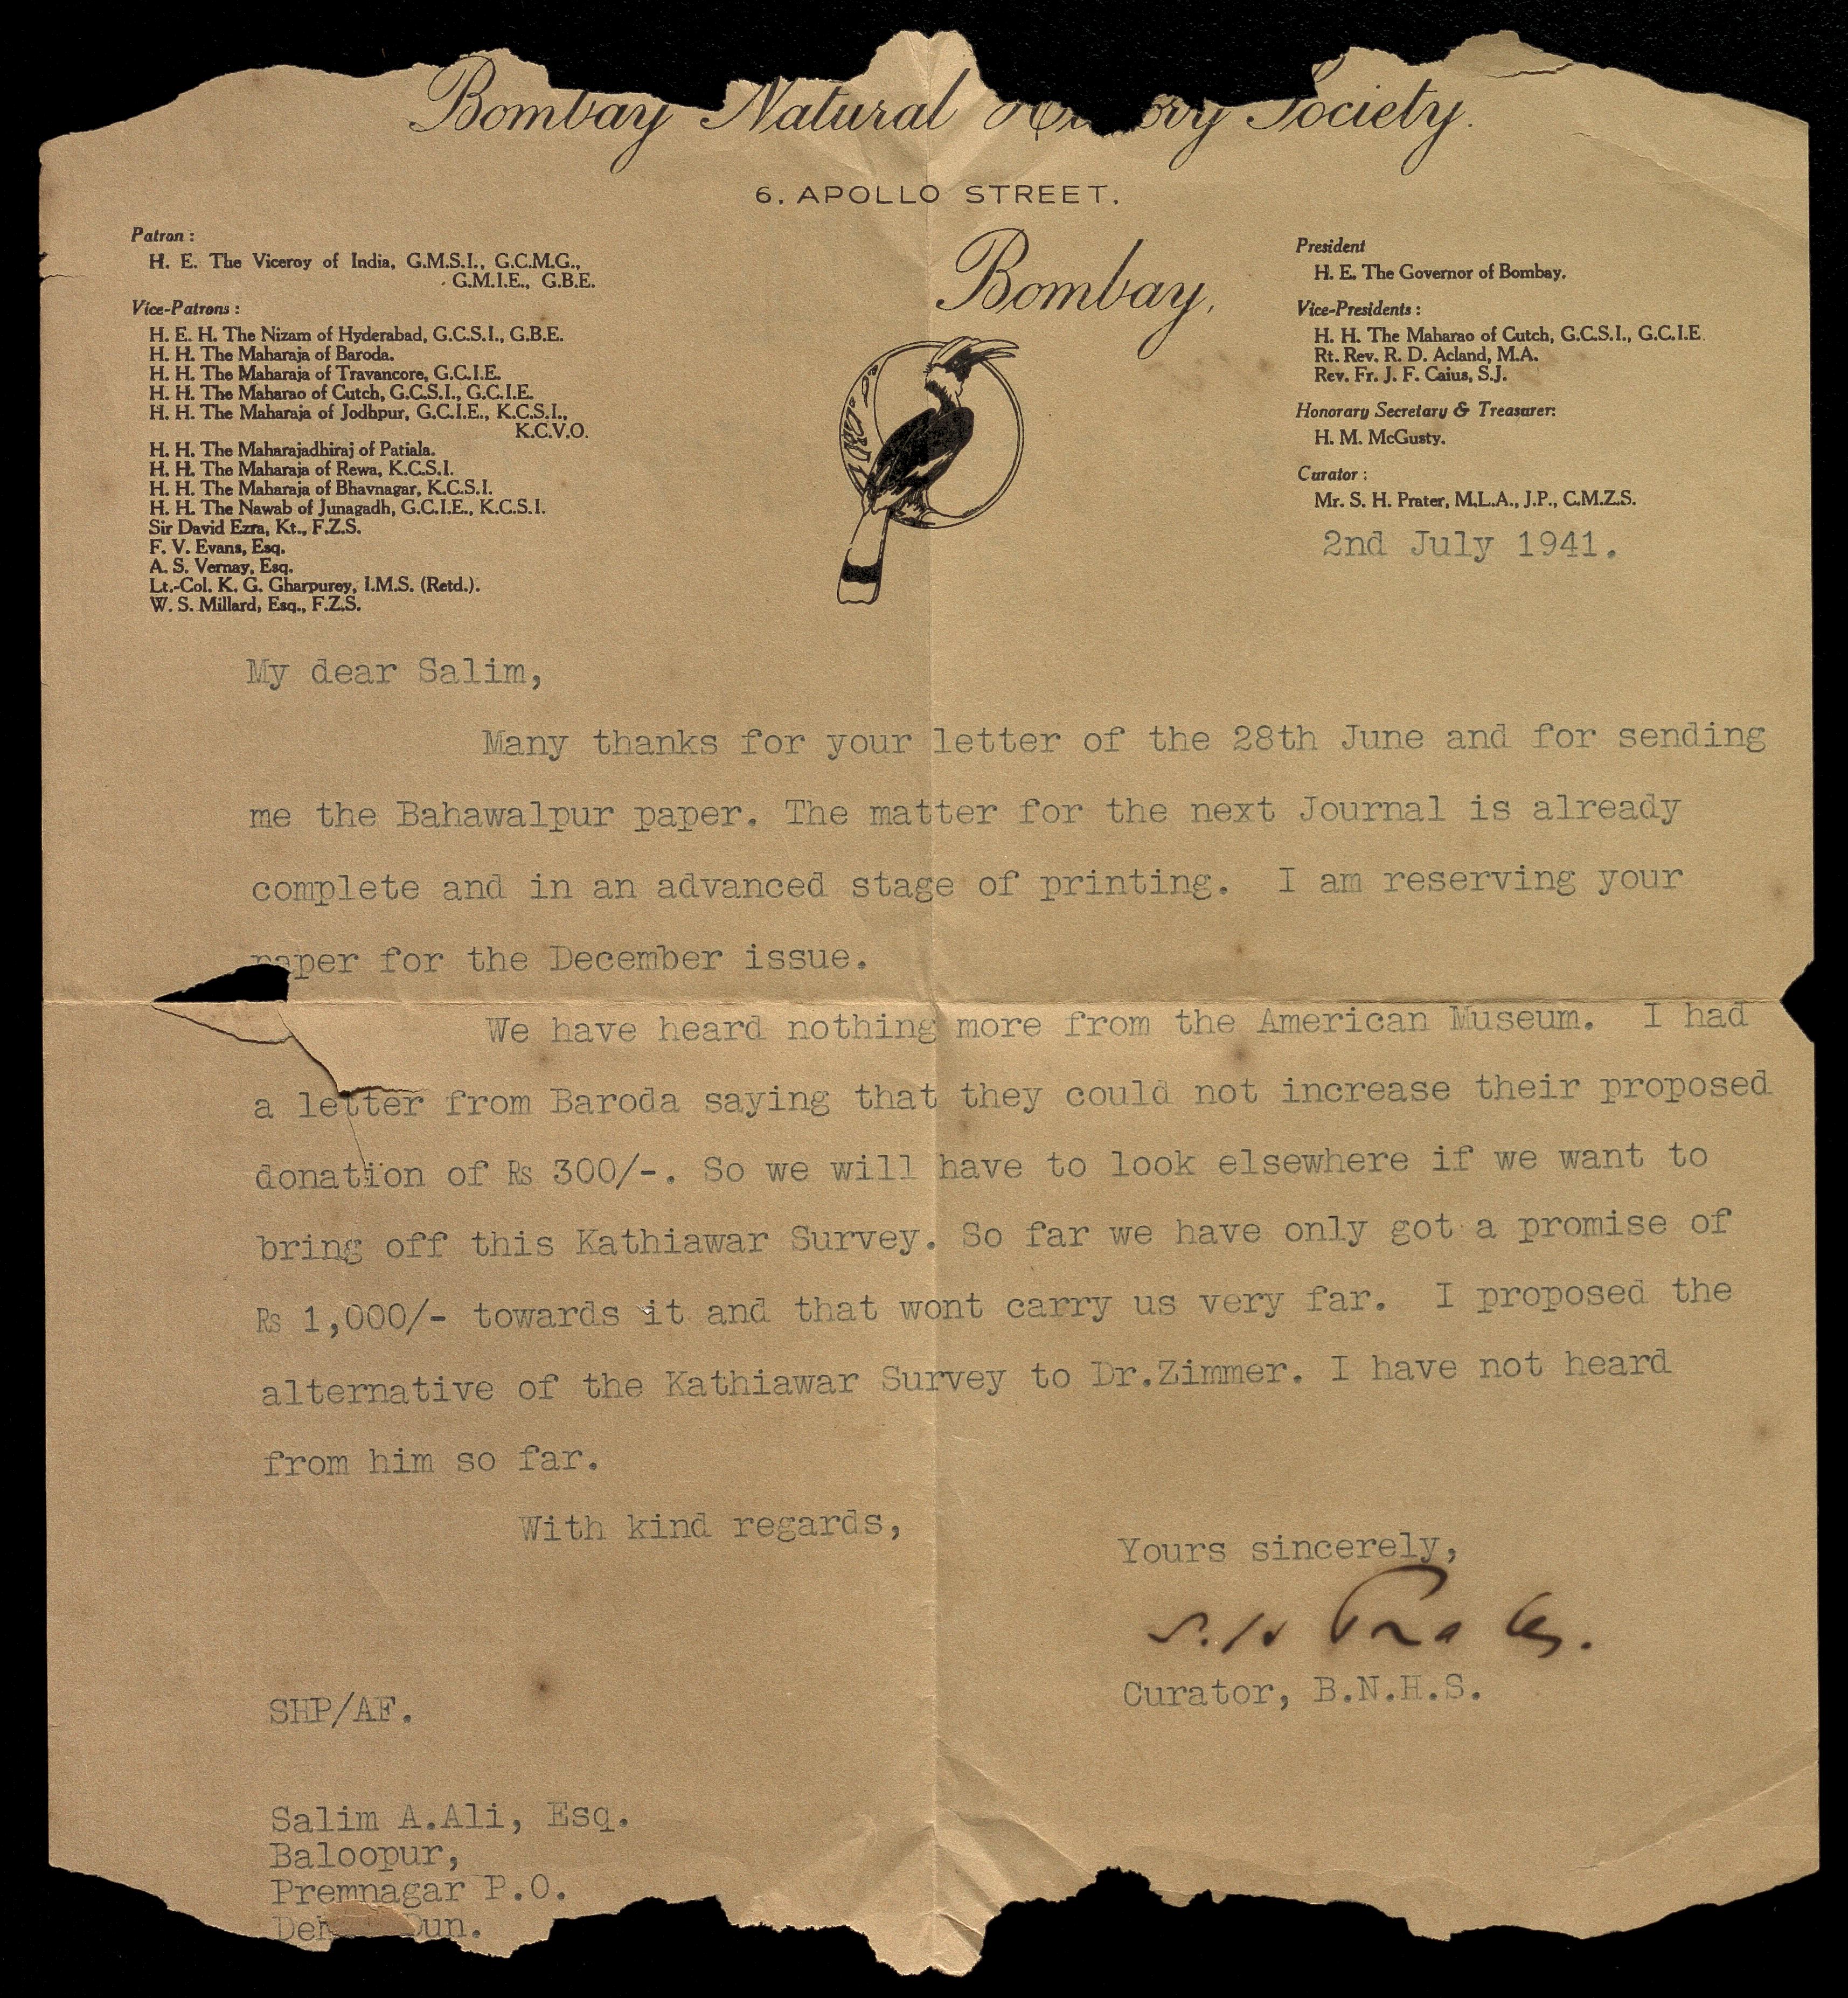 Bombay Natural History Society.
6, APOLLO STREET.
Bombay,
Patron :
H. E. The Viceroy of India, G.M.S.I., G.C.M.G.,
G.M.I.E., G.B.E.
Vice-Patrons :
H. E. H. The Nizam of Hyderabad, G.C.S.I., G.B.E.
H. H. The Maharaja of Baroda.
H. H. The Maharaja of Travancore, G.C.I.E.
H. H. The Maharao of Cutch, G.C.S.I., G.C.I.E.
H. H. The Maharaja of Jodhpur, G.C.I.E., K.C.S.I.,
K.C.V.O.
H. H. The Maharajadhiraj of Patiala.
H. H. The Maharaja of Rewa, K.C.S.I.
H. H. The Maharaja of Bhavnagar, K.C.S.I.
H. H. The Nawab of Junagadh, G.C.I.E., K.C.S.I.
Sir David Ezra, Kt., F.Z.S.
F. V. Evans, Esq.
A. S. Vernay, Esq.
Lt.-Col. K. G. Gharpurey, I.M.S. (Retd.).
W. S. Millard, Esq., F.Z.S.
President
H. E. The Governor of Bombay.
Vice-Presidents :
H. H. The Maharao of Cutch, G.C.S.I., G.C.I.E.
Rt. Rev. R. D. Acland, M.A.
Rev. Fr. J. F. Caius, S.J.
Honorary Secretary & Treasurer:
H. M. McGusty.
Curator :
Mr. S. H. Prater, M.L.A., J.P., C.M.Z.S.
2nd July 1941.
My dear Salim,
Many thanks for your letter of the 28th June and for sending
me the Bahawalpur paper. The matter for the next Journal is already
complete and in an advanced stage of printing. I am reserving your
paper for the December issue.
We have heard nothing more from the American Museum. I had
a letter from Baroda saying that they could not increase their proposed
donation of Rs 300/-. So we will have to look elsewhere if we want to
bring off this Kathiawar Survey. So far we have only got a promise of
Rs 1,000/- towards it and that wont carry us very far. I proposed the
alternative of the Kathiawar Survey to Dr.Zimmer. I have not heard
from him so far.
With kind regards,
Yours sincerely,
S. H Prater.
Curator, B.N.H.S.
SHP/AF.
Salim A.Ali, Esq.
Baloopur,
Premnagar P.O.
Dehra Dun.